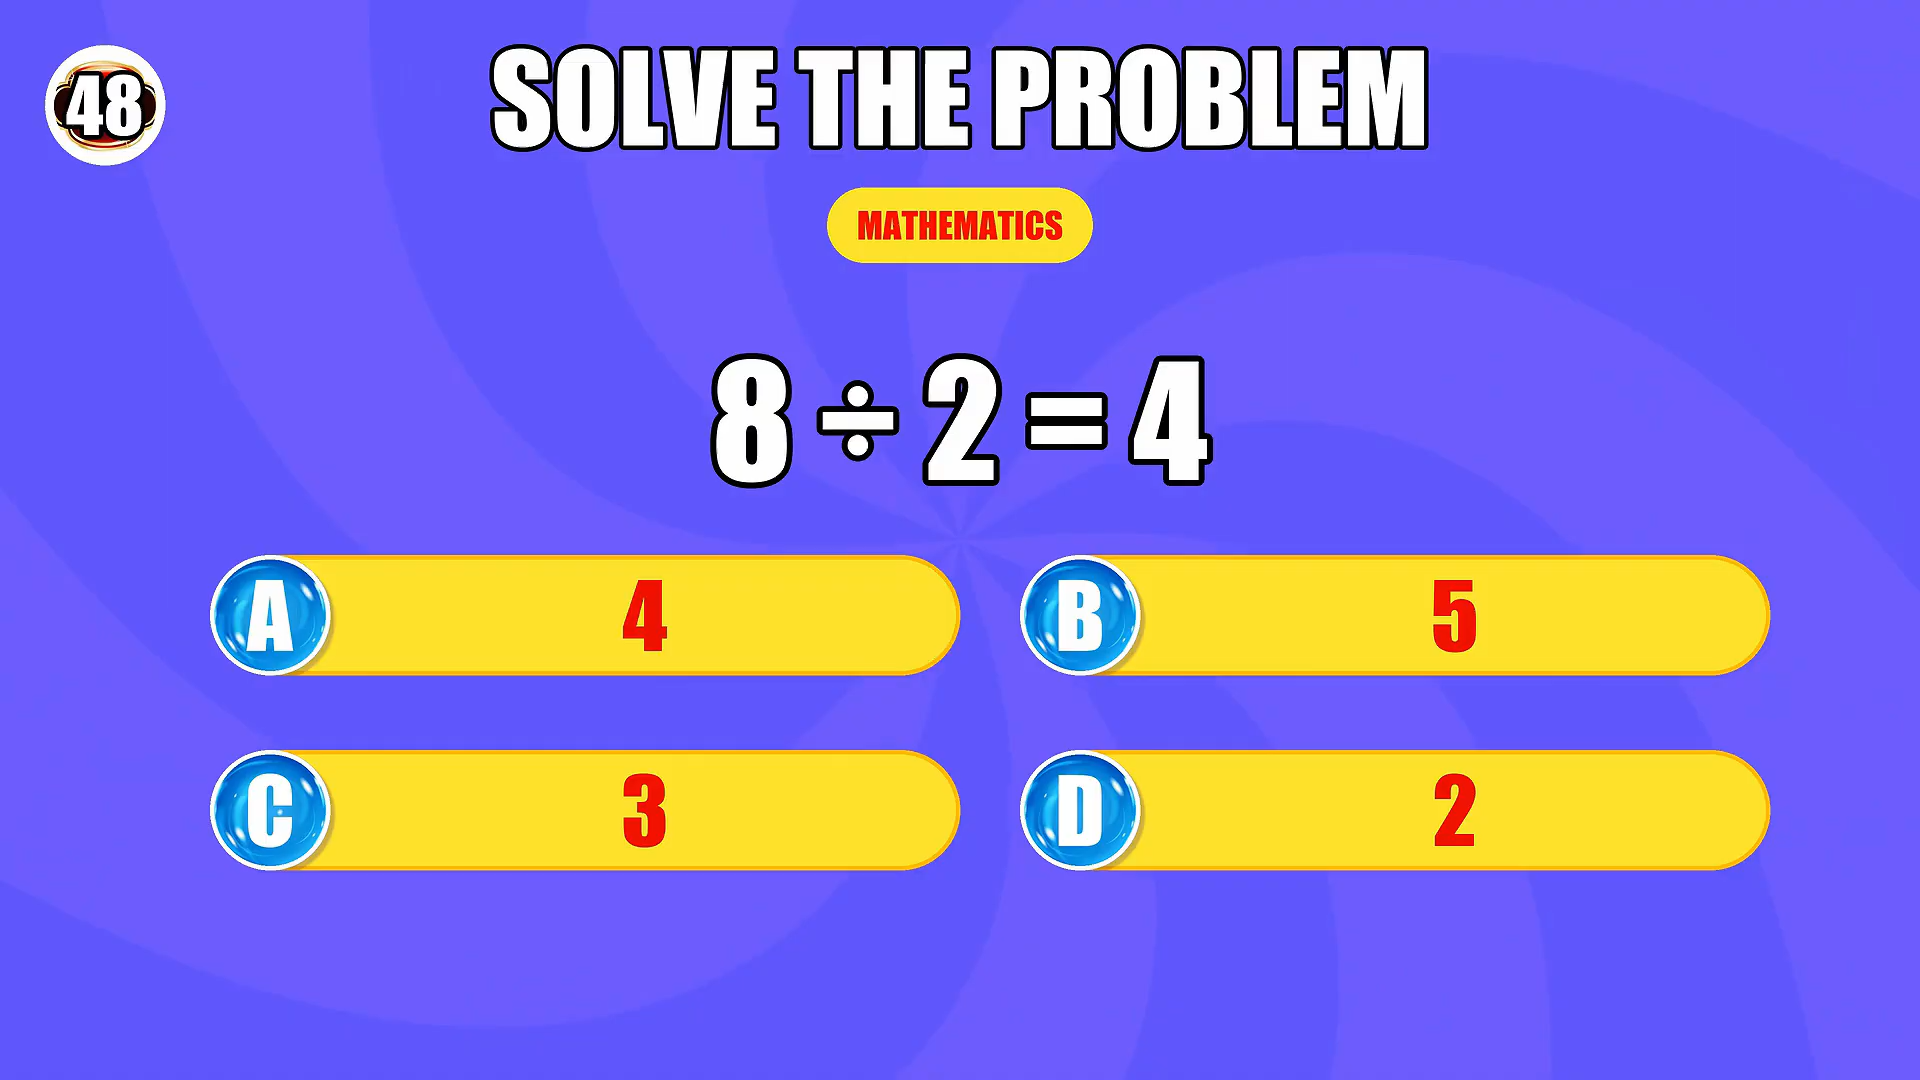 48
SOLVE THE PROBLEM
MATHEMATICS
8 ÷ 2 = 4
A 4
B 5
C 3
D 2